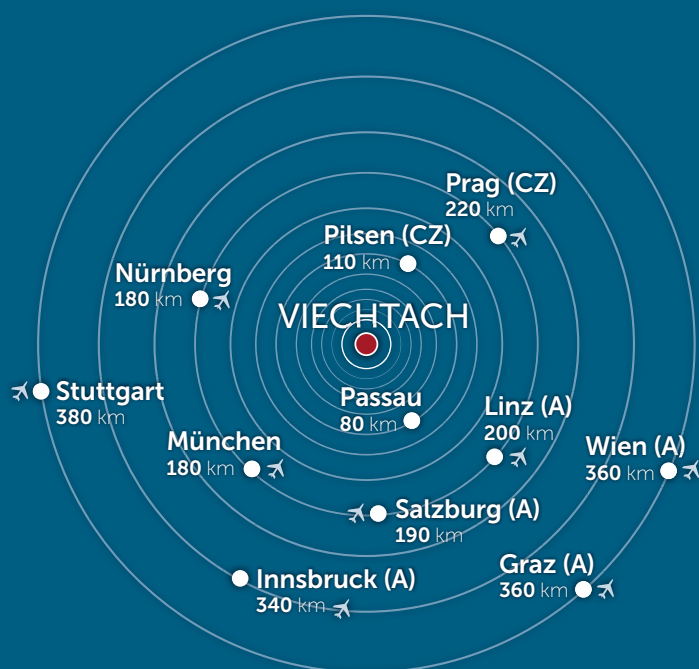 Prag (CZ)
220 km
Pilsen (CZ)
110 km
Nürnberg
180 km
VIECHTACH
Stuttgart
380 km
Passau
80 km
Linz (A)
200 km
München
180 km
Wien (A)
360 km
Salzburg (A)
190 km
Innsbruck (A)
340 km
Graz (A)
360 km